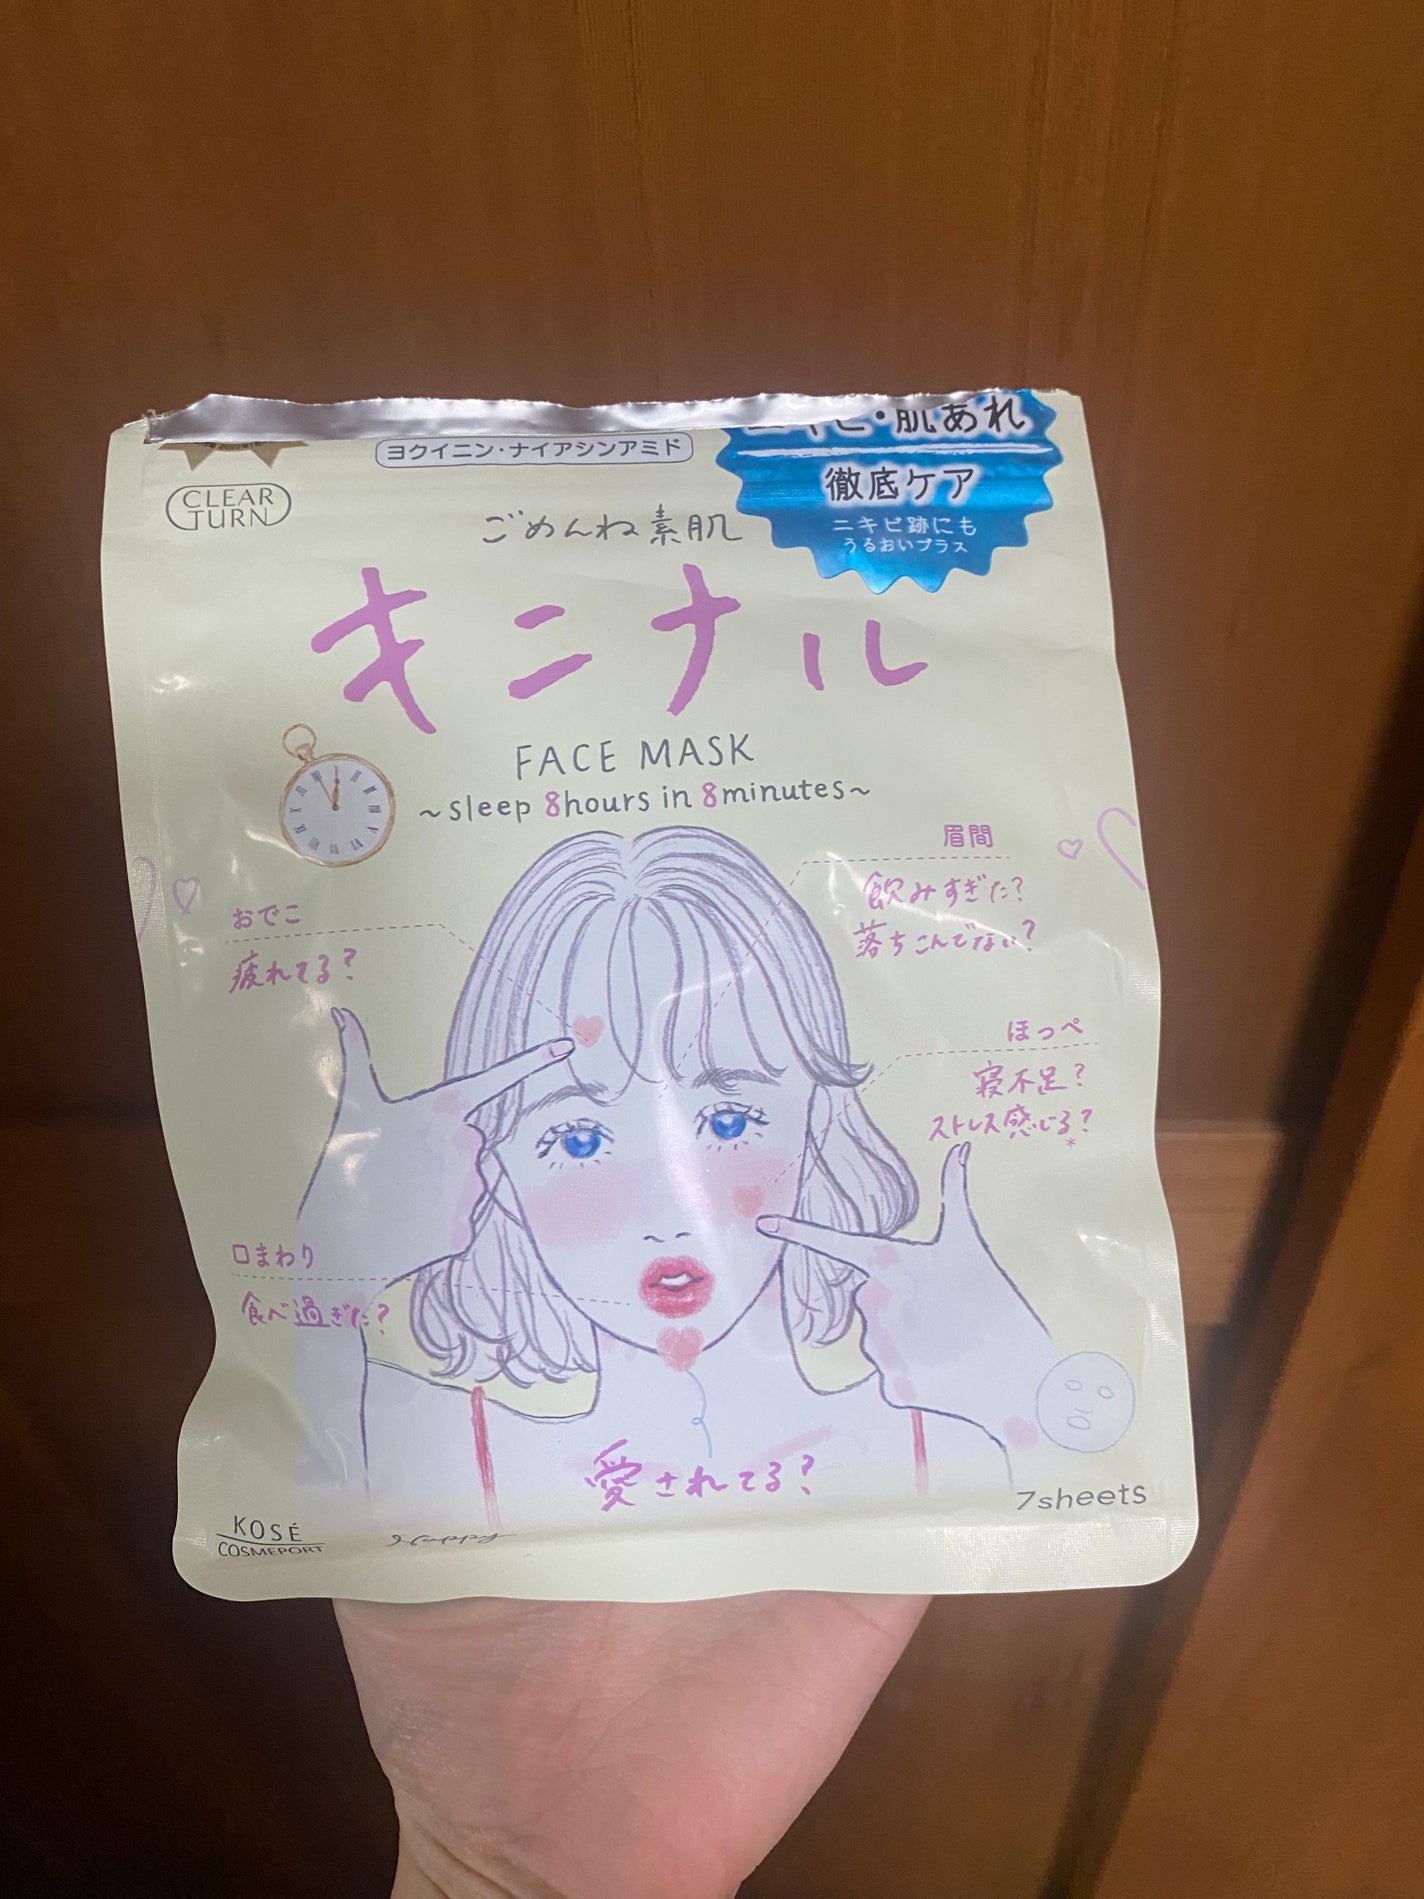 ヨクイニン・ナイアシンアミド
ニキビ・肌あれ
徹底ケア
ニキビ跡にも
うるおいプラス
CLEAR
TURN
ごめんね素肌
キニナル
FACE MASK
~sleep 8hours in 8minutes~
眉間
飲みすぎた?
落ちこんでない?
おでこ
疲れてる?
ほっぺ
寝不足?
ストレス感じる?
*
口まわり
食べ過ぎた?
愛されてる?
7sheets
KOSÉ
COSMEPORT